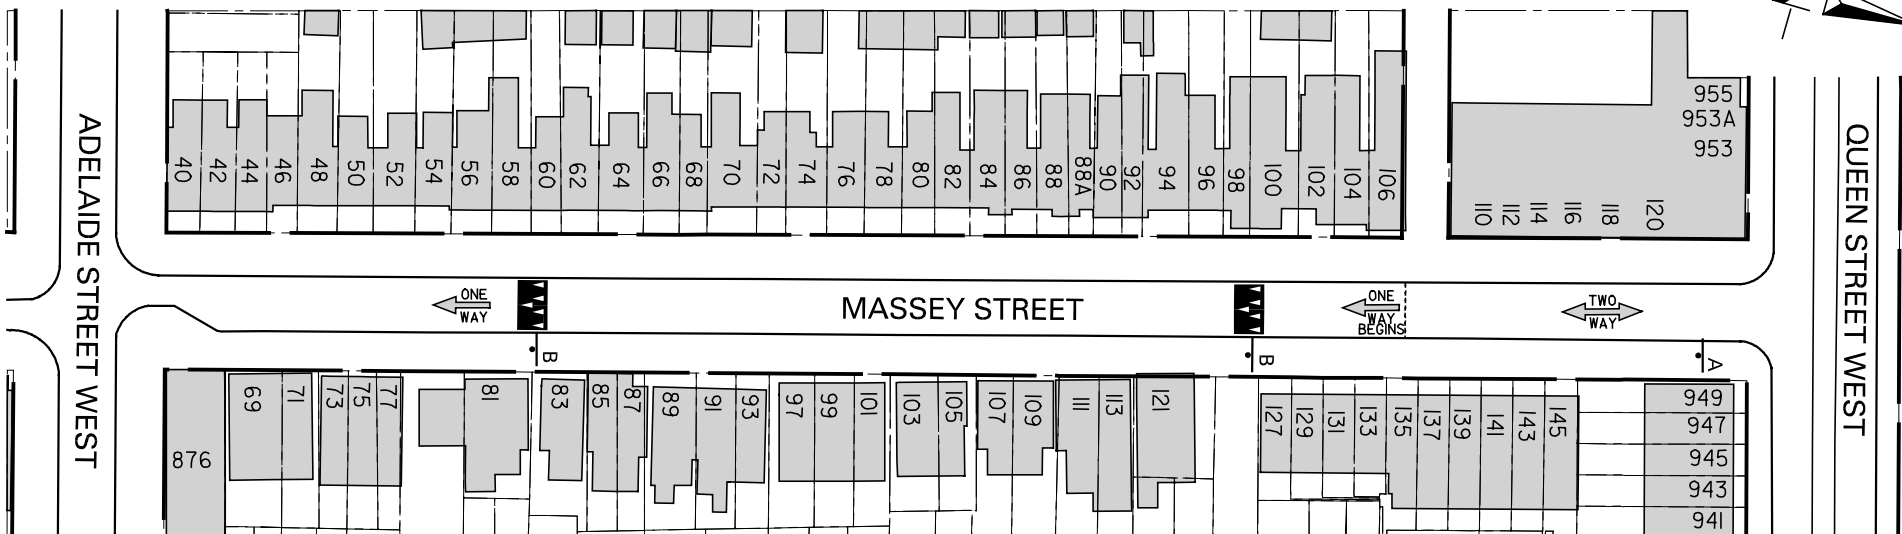 40 42 44 46 48 50 52 54 56 58 60 62 64 66 68 70 72 74 76 78 80 82 84 86 88 88A 90 92 94 96 98 100 102 104 106
955
953A
953
110 112 114 116 118 120
ADELAIDE STREET WEST
QUEEN STREET WEST
ONE
WAY
MASSEY STREET
ONE
WAY
BEGINS
TWO
WAY
B
B
A
876
69 71 73 75 77 81 83 85 87 89 91 93 97 99 101 103 105 107 109 111 113 121 127 129 131 133 135 137 139 141 143 145
949
947
945
943
941